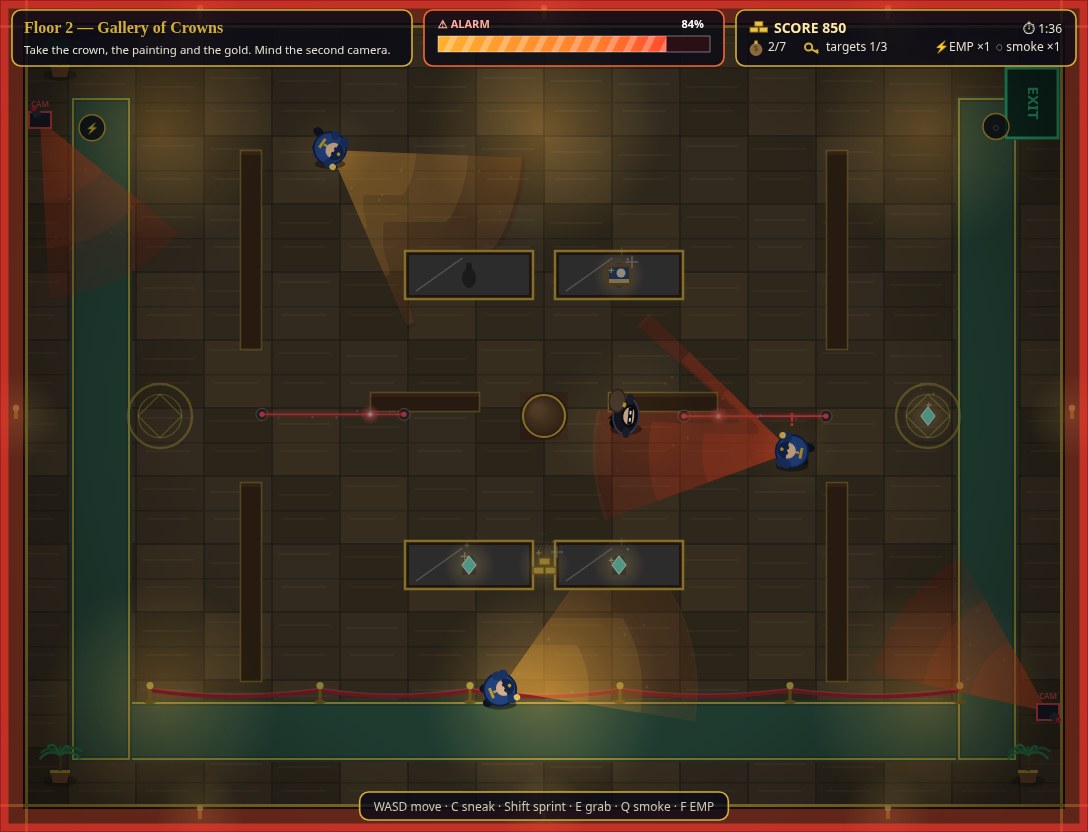 Floor 2 — Gallery of Crowns
Take the crown, the painting and the gold. Mind the second camera.
⚠ ALARM 84%
SCORE 850 ⏱ 1:36
2/7 targets 1/3 ⚡EMP ×1 ○ smoke ×1
EXIT
CAM
!
CAM
WASD move · C sneak · Shift sprint · E grab · Q smoke · F EMP